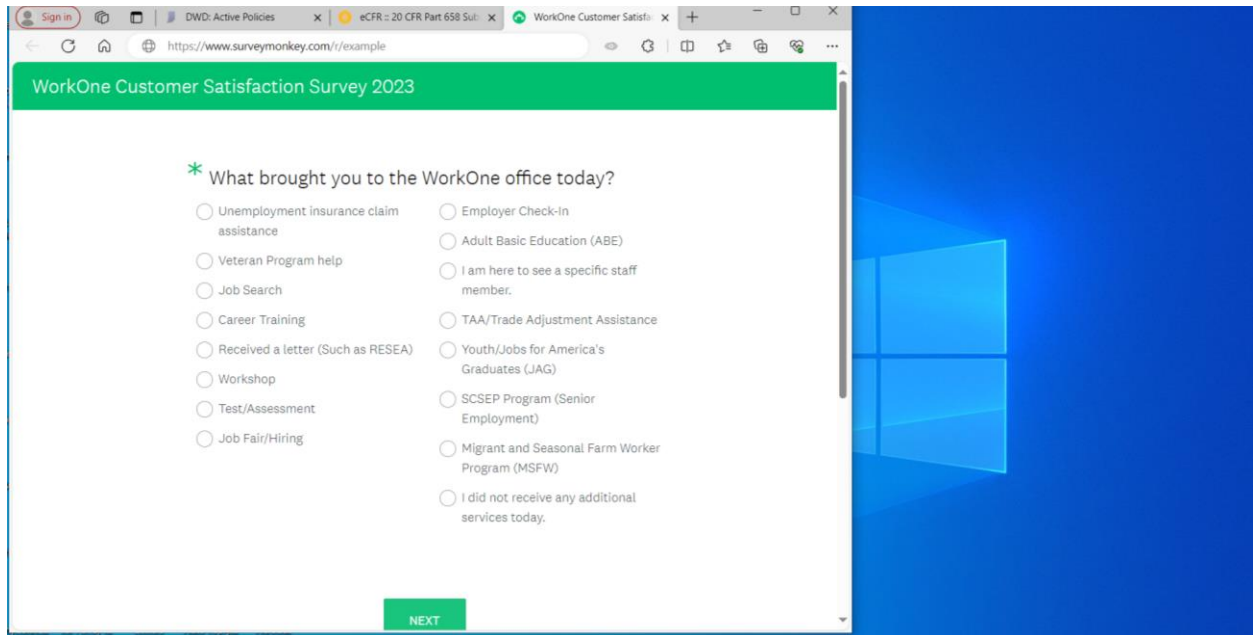 Sign in
DWD: Active Policies
eCFR :: 20 CFR Part 658 Sub
WorkOne Customer Satisfa
https://www.surveymonkey.com/r/example
WorkOne Customer Satisfaction Survey 2023
* What brought you to the WorkOne office today?
Unemployment insurance claim
assistance
Veteran Program help
Job Search
Career Training
Received a letter (Such as RESEA)
Workshop
Test/Assessment
Job Fair/Hiring
Employer Check-In
Adult Basic Education (ABE)
I am here to see a specific staff
member.
TAA/Trade Adjustment Assistance
Youth/Jobs for America's
Graduates (JAG)
SCSEP Program (Senior
Employment)
Migrant and Seasonal Farm Worker
Program (MSFW)
I did not receive any additional
services today.
NEXT